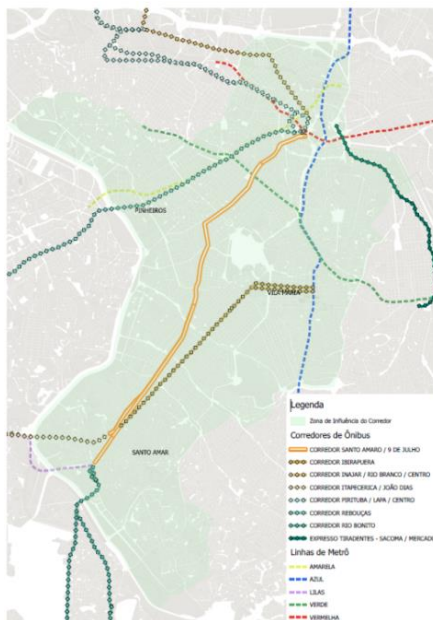 PINHEIROS
VILA MARIA
SANTO AMAR
Legenda
Zona de Influência do Corredor
Corredores de Ônibus
CORREDOR SANTO AMARO / 9 DE JULHO
CORREDOR IBIRAPUERA
CORREDOR INAJAR / RIO BRANCO / CENTRO
CORREDOR ITAPECERICA / JOÃO DIAS
CORREDOR PIRITUBA / LAPA / CENTRO
CORREDOR REBOUÇAS
CORREDOR RIO BONITO
EXPRESSO TIRADENTES - SACOMA / MERCADO
Linhas de Metrô
AMARELA
AZUL
LILAS
VERDE
VERMELHA